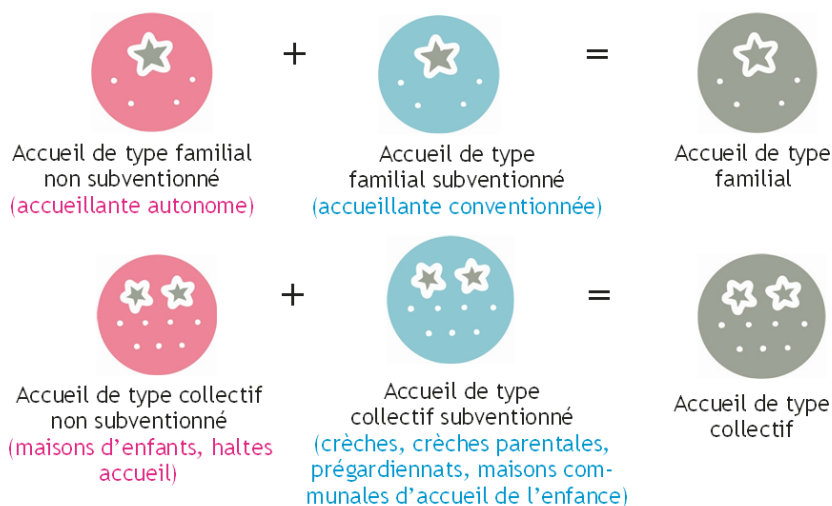 +
=
Accueil de type familial
non subventionné
(accueillante autonome)
Accueil de type
familial subventionné
(accueillante conventionnée)
Accueil de type
familial
+
=
Accueil de type collectif
non subventionné
(maisons d'enfants, haltes
accueil)
Accueil de type
collectif subventionné
(crèches, crèches parentales,
prégardiennats, maisons com-
munales d'accueil de l'enfance)
Accueil de type
collectif